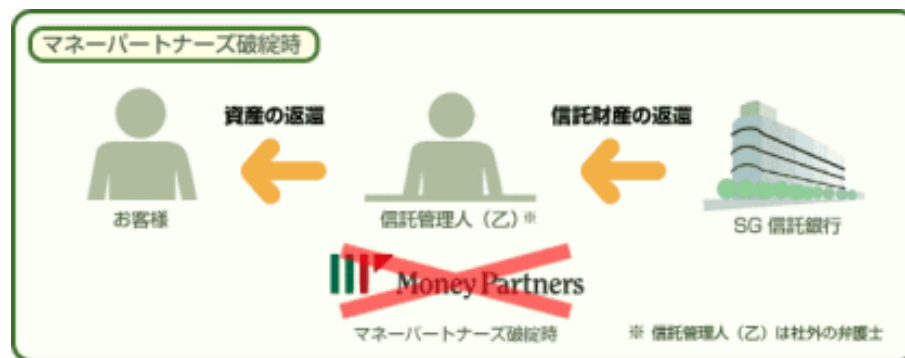 マネーパートナーズ破綻時
資産の返還
信託財産の返還
お客様
信託管理人（乙）※
SG 信託銀行
Money Partners
マネーパートナーズ破綻時
※ 信託管理人（乙）は社外の弁護士